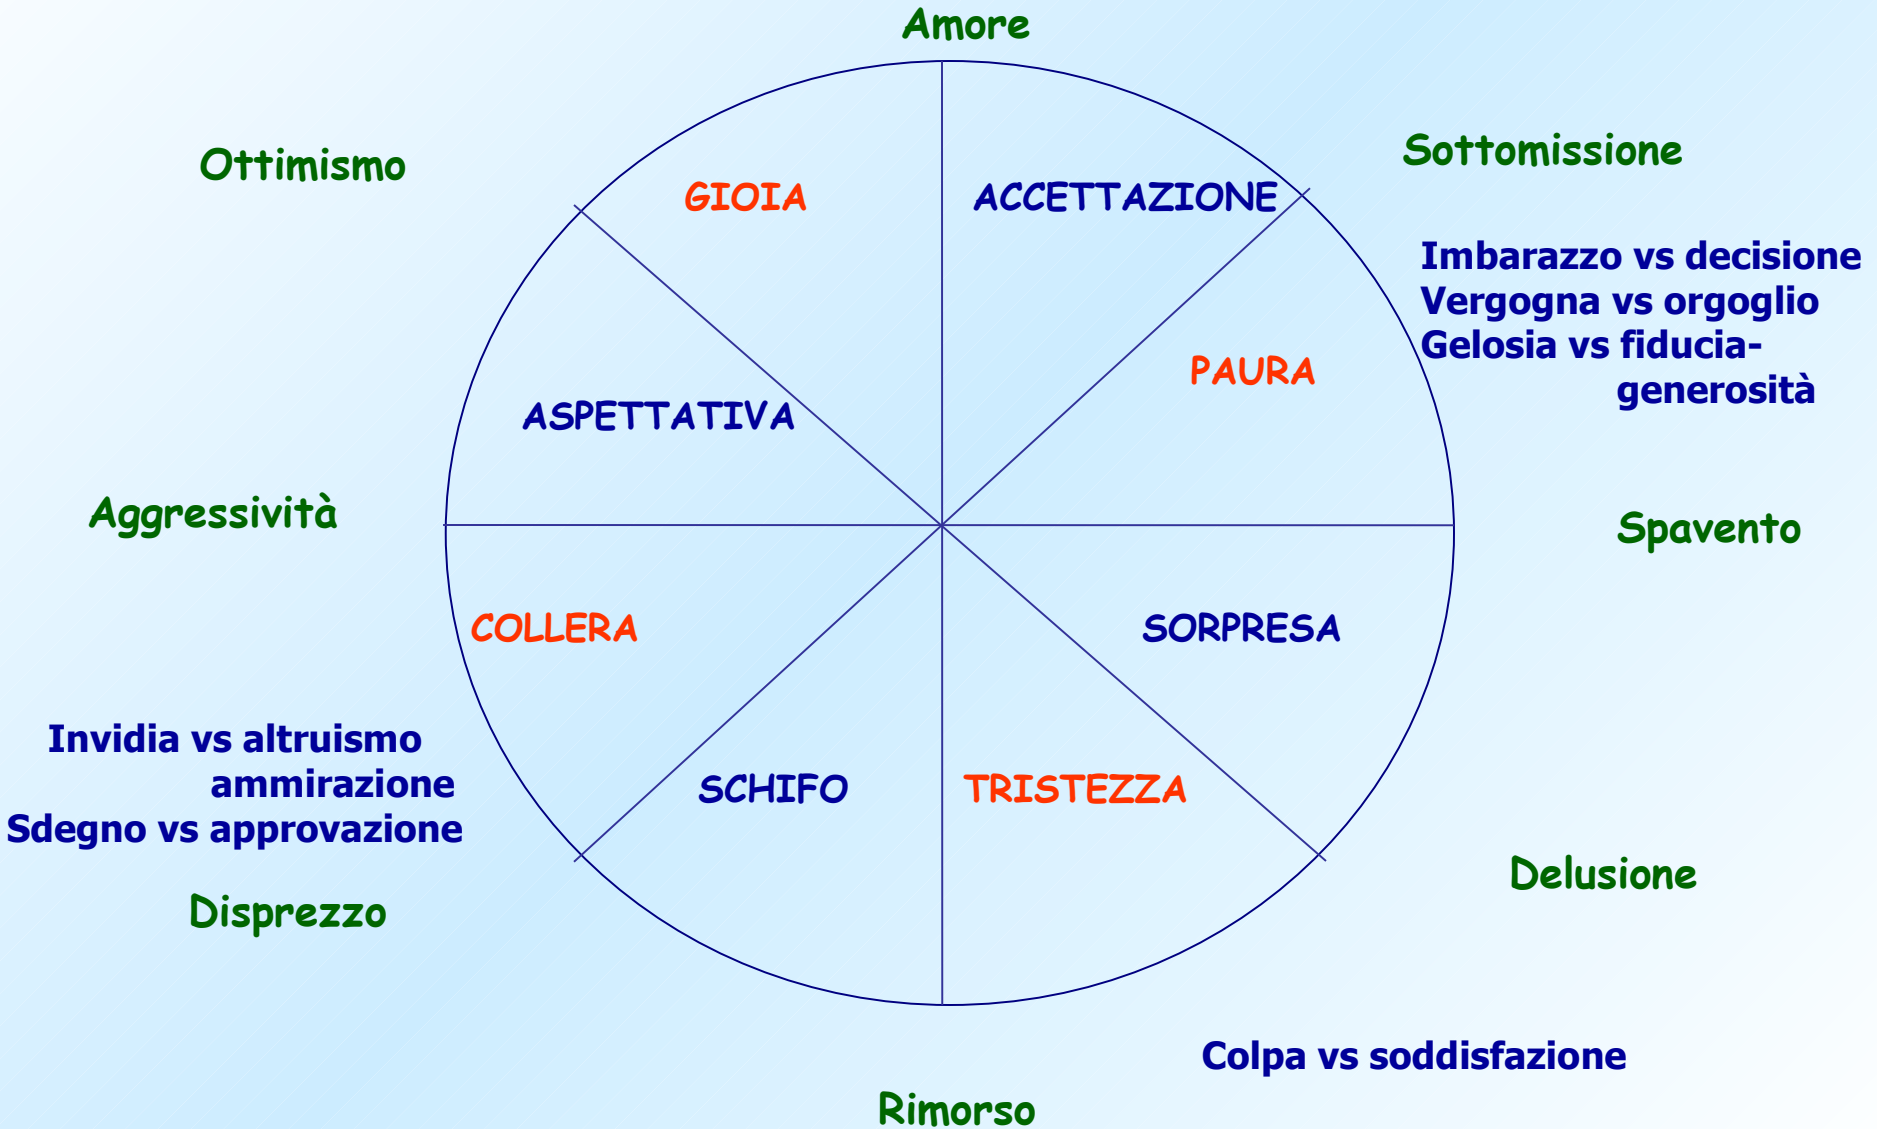 Amore
Ottimismo
Sottomissione
GIOIA
ACCETTAZIONE
Imbarazzo vs decisione
Vergogna vs orgoglio
Gelosia vs fiducia-
generosità
PAURA
ASPETTATIVA
Aggressività
Spavento
COLLERA
SORPRESA
Invidia vs altruismo
ammirazione
Sdegno vs approvazione
SCHIFO
TRISTEZZA
Disprezzo
Delusione
Colpa vs soddisfazione
Rimorso